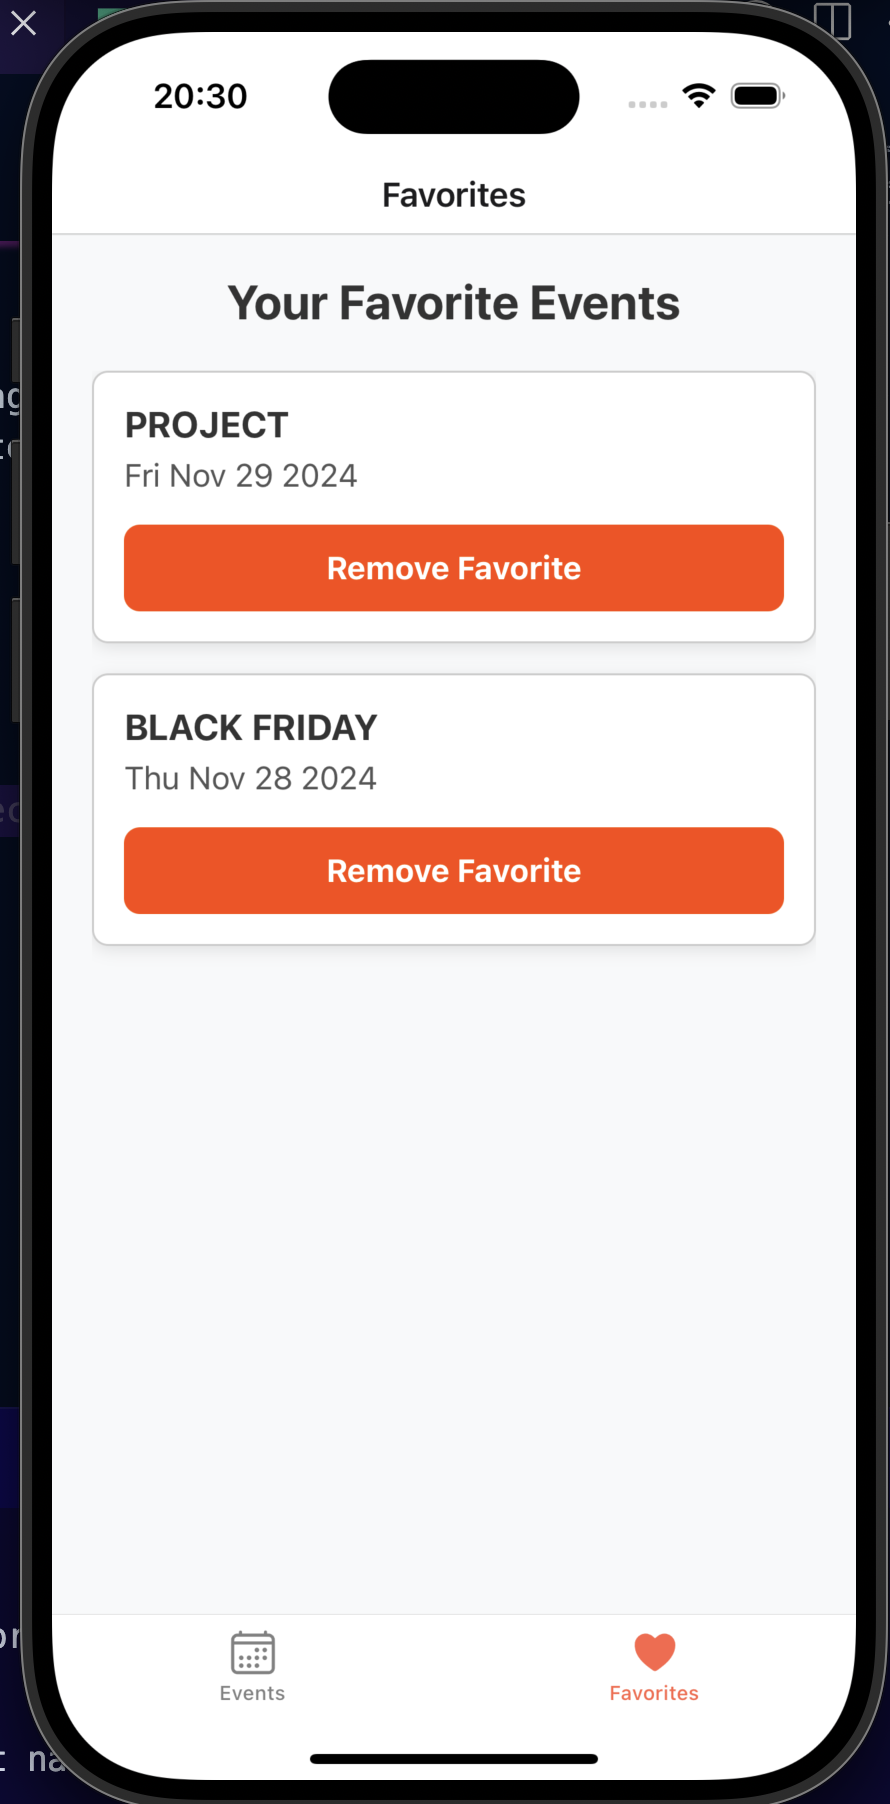 20:30
Favorites
Your Favorite Events
PROJECT
Fri Nov 29 2024
Remove Favorite
BLACK FRIDAY
Thu Nov 28 2024
Remove Favorite
Events
Favorites